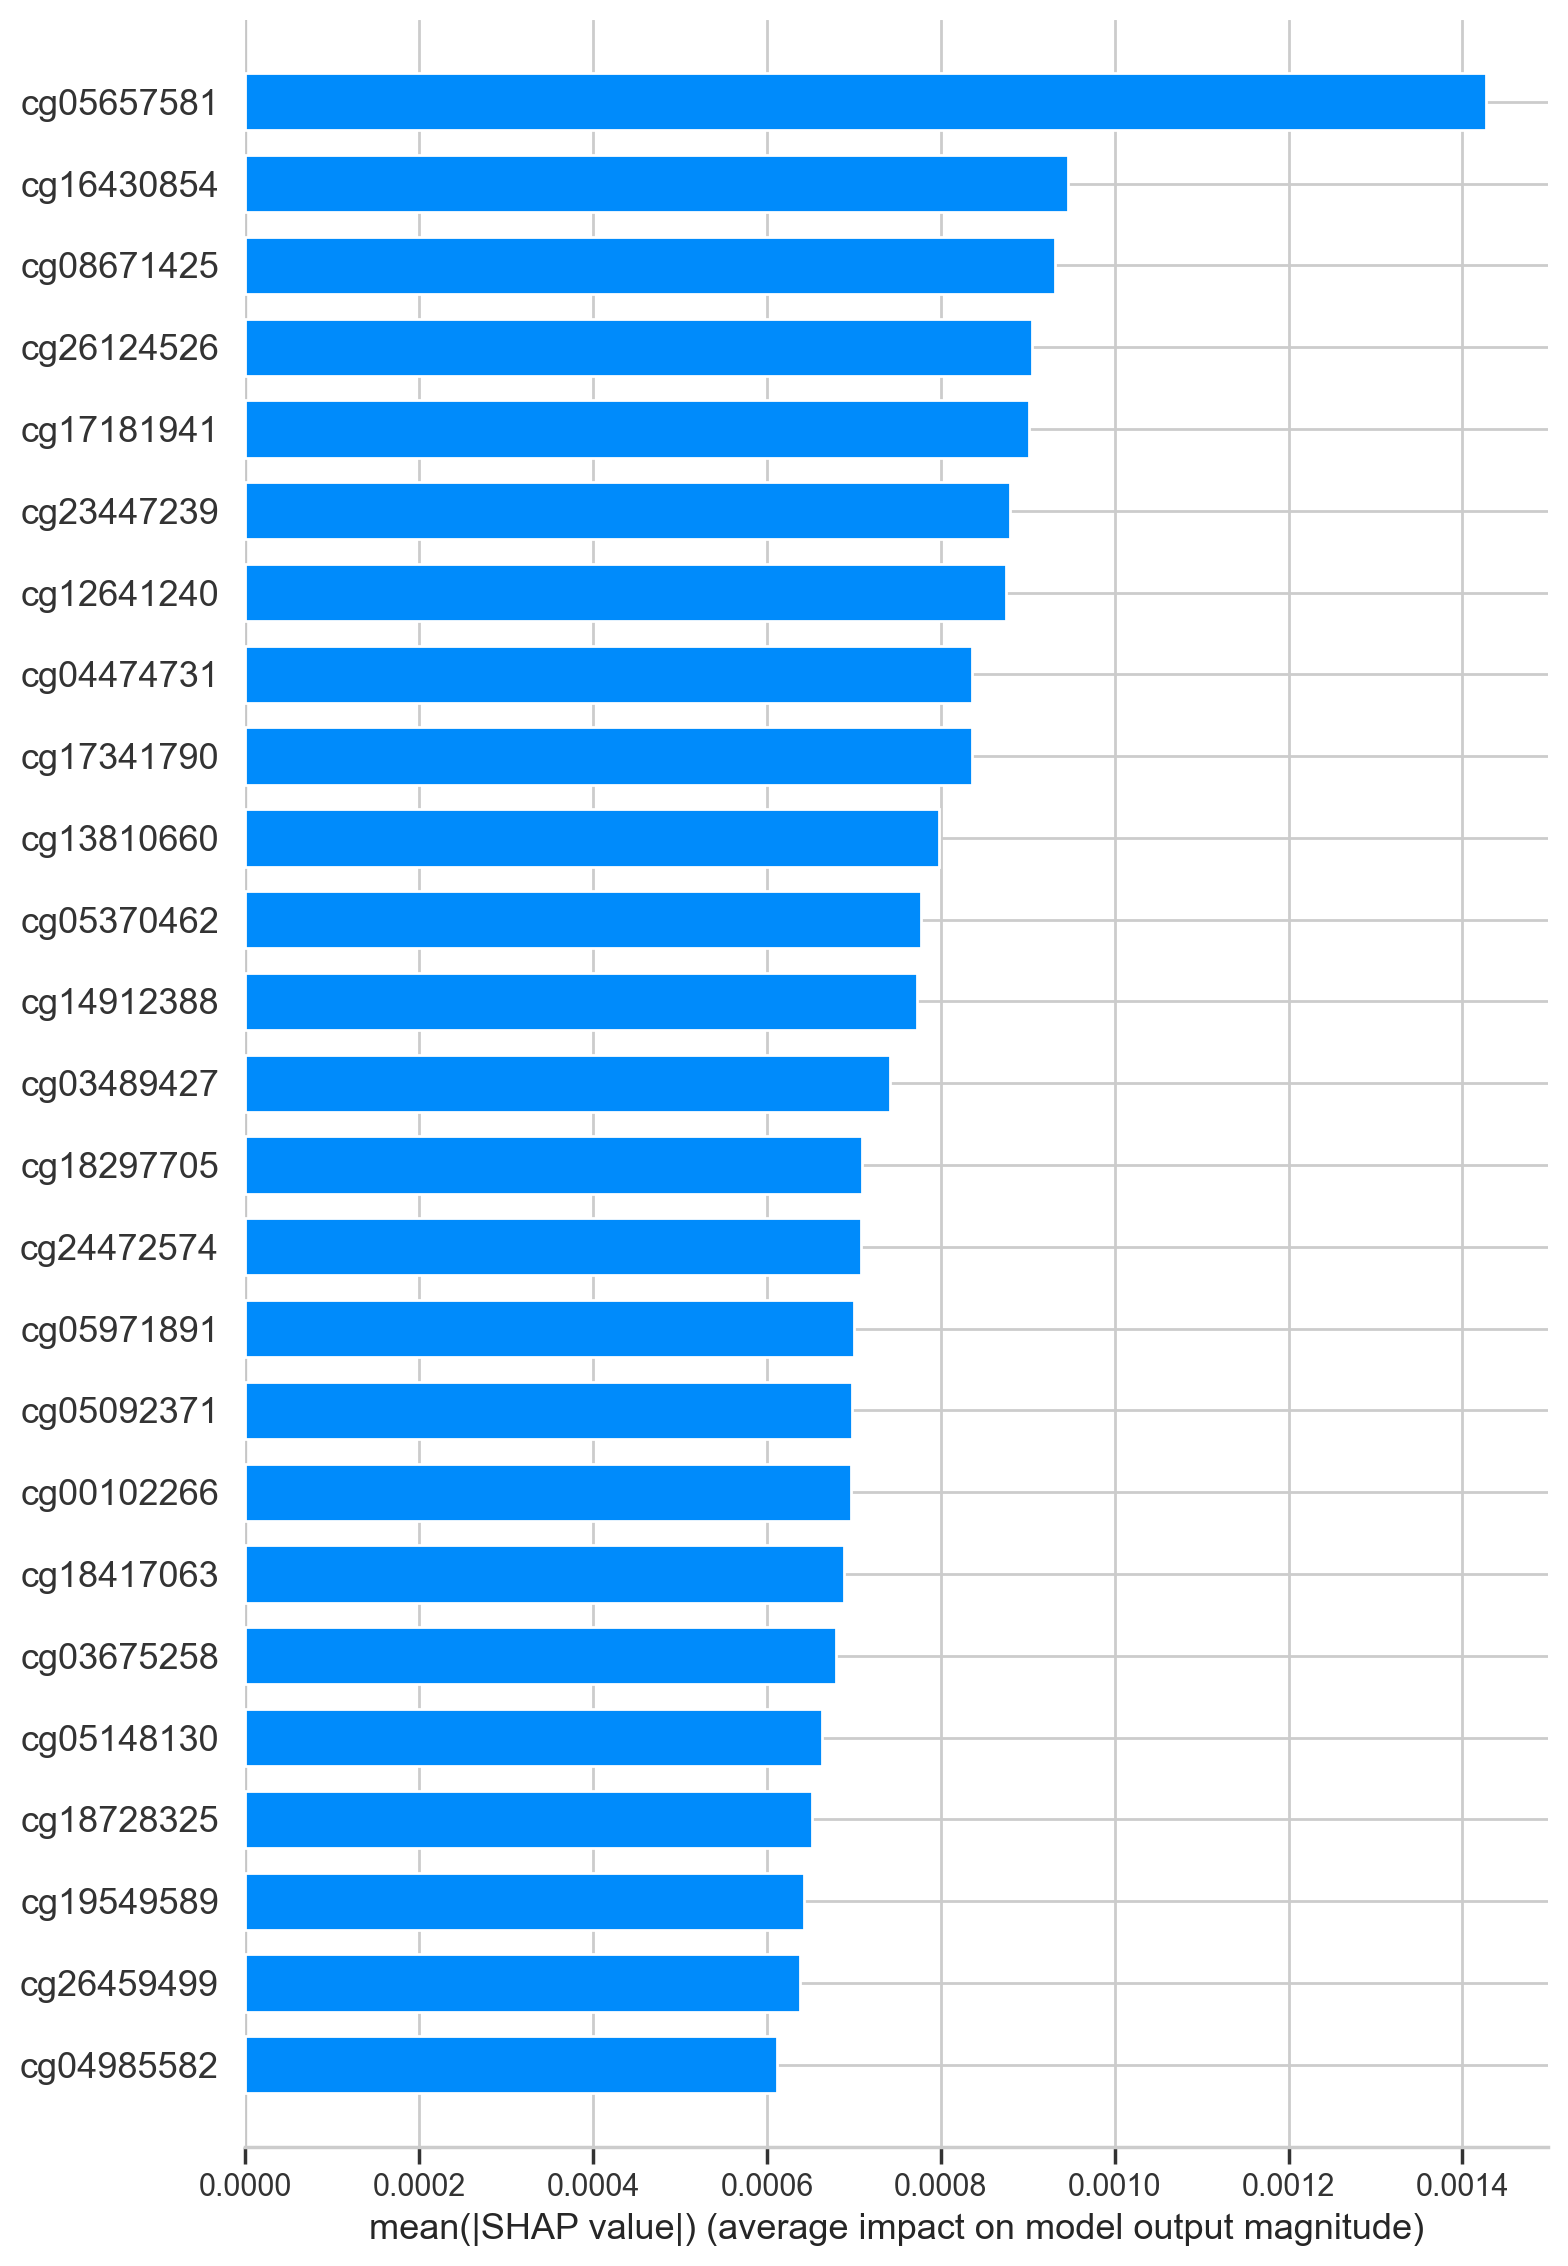 cg05657581
cg16430854
cg08671425
cg26124526
cg17181941
cg23447239
cg12641240
cg04474731
cg17341790
cg13810660
cg05370462
cg14912388
cg03489427
cg18297705
cg24472574
cg05971891
cg05092371
cg00102266
cg18417063
cg03675258
cg05148130
cg18728325
cg19549589
cg26459499
cg04985582
0.0000 0.0002 0.0004 0.0006 0.0008 0.0010 0.0012 0.0014
mean(|SHAP value|) (average impact on model output magnitude)